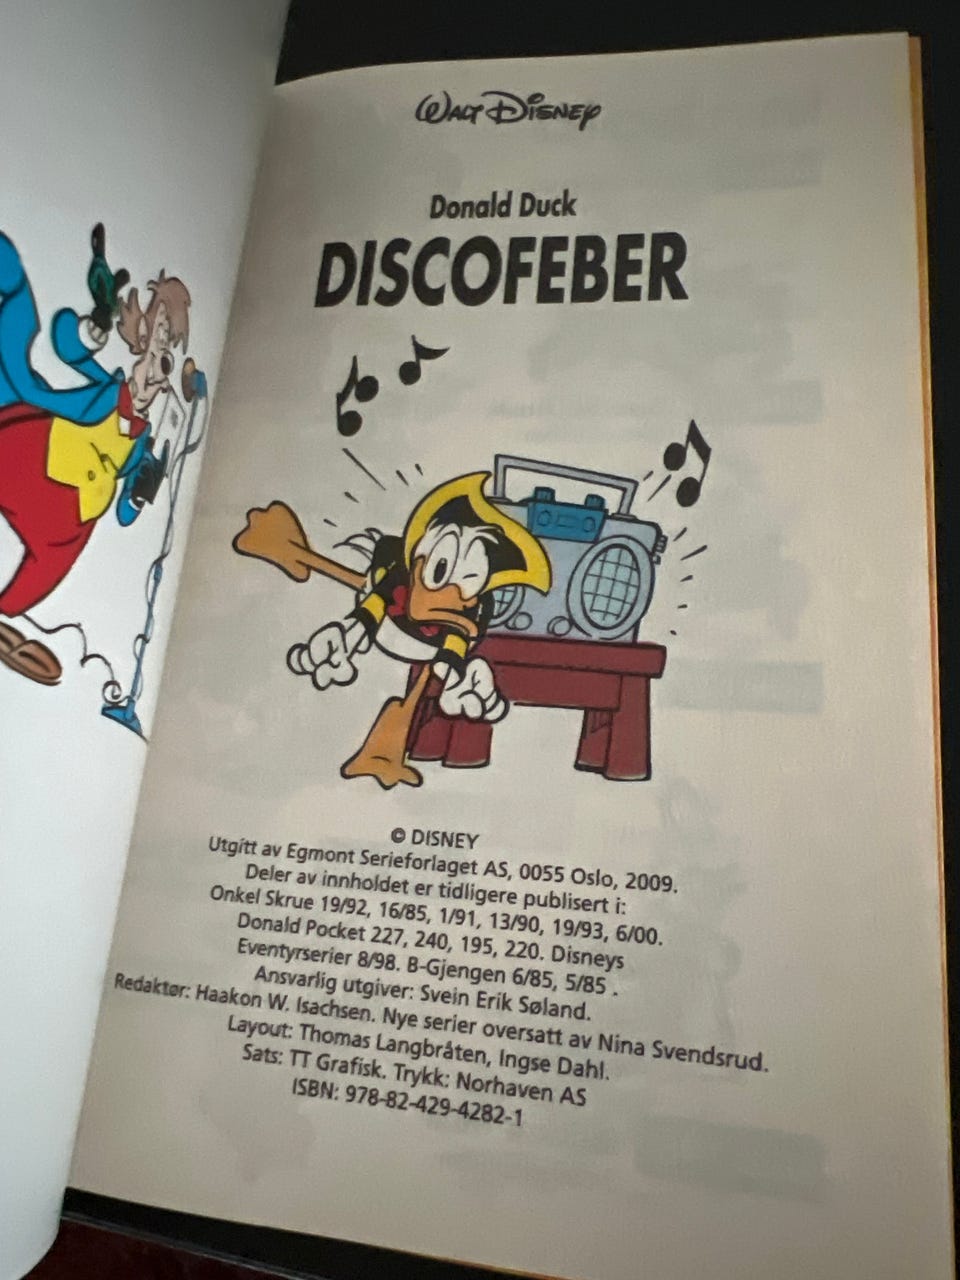 WALT DISNEY
Donald Duck
DISCOFEBER
© DISNEY
Utgitt av Egmont Serieforlaget AS, 0055 Oslo, 2009.
Deler av innholdet er tidligere publisert i:
Onkel Skrue 19/92, 16/85, 1/91, 13/90, 19/93, 6/00.
Donald Pocket 227, 240, 195, 220. Disneys
Eventyrserier 8/98. B-Gjengen 6/85, 5/85 .
Ansvarlig utgiver: Svein Erik Søland.
Redaktør: Haakon W. Isachsen. Nye serier oversatt av Nina Svendsrud.
Layout: Thomas Langbråten, Ingse Dahl.
Sats: TT Grafisk. Trykk: Norhaven AS
ISBN: 978-82-429-4282-1